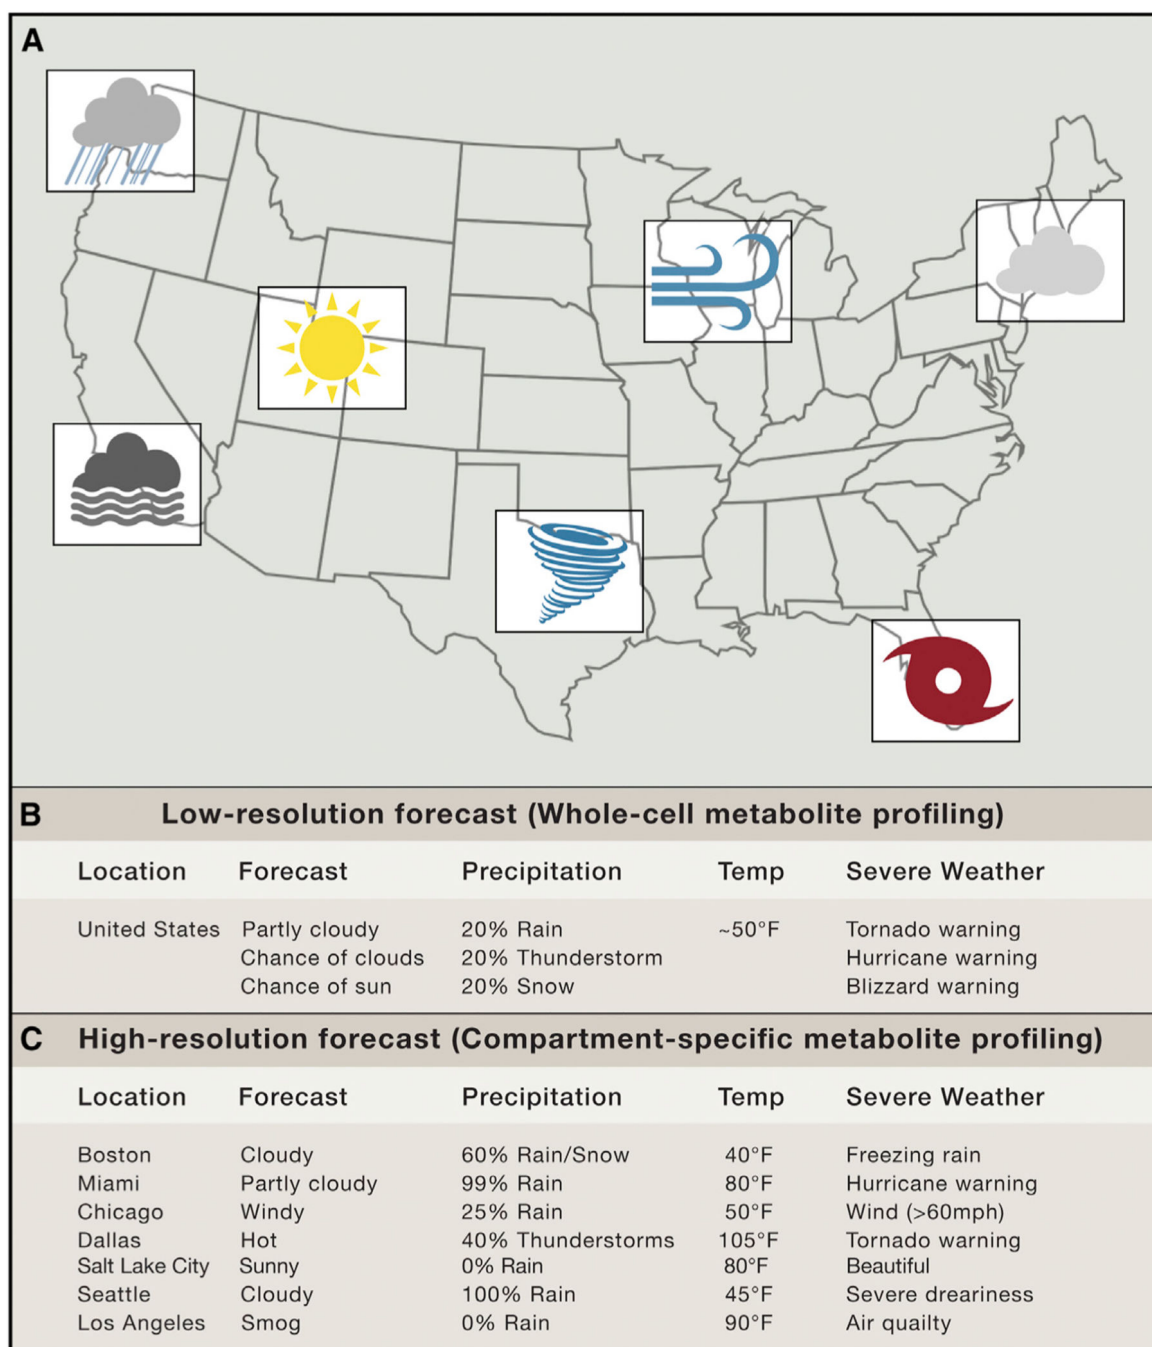 A
B Low-resolution forecast (Whole-cell metabolite profiling)
Location Forecast Precipitation Temp Severe Weather
United States Partly cloudy 20% Rain ~50°F Tornado warning
Chance of clouds 20% Thunderstorm Hurricane warning
Chance of sun 20% Snow Blizzard warning
C High-resolution forecast (Compartment-specific metabolite profiling)
Location Forecast Precipitation Temp Severe Weather
Boston Cloudy 60% Rain/Snow 40°F Freezing rain
Miami Partly cloudy 99% Rain 80°F Hurricane warning
Chicago Windy 25% Rain 50°F Wind (>60mph)
Dallas Hot 40% Thunderstorms 105°F Tornado warning
Salt Lake City Sunny 0% Rain 80°F Beautiful
Seattle Cloudy 100% Rain 45°F Severe dreariness
Los Angeles Smog 0% Rain 90°F Air quailty